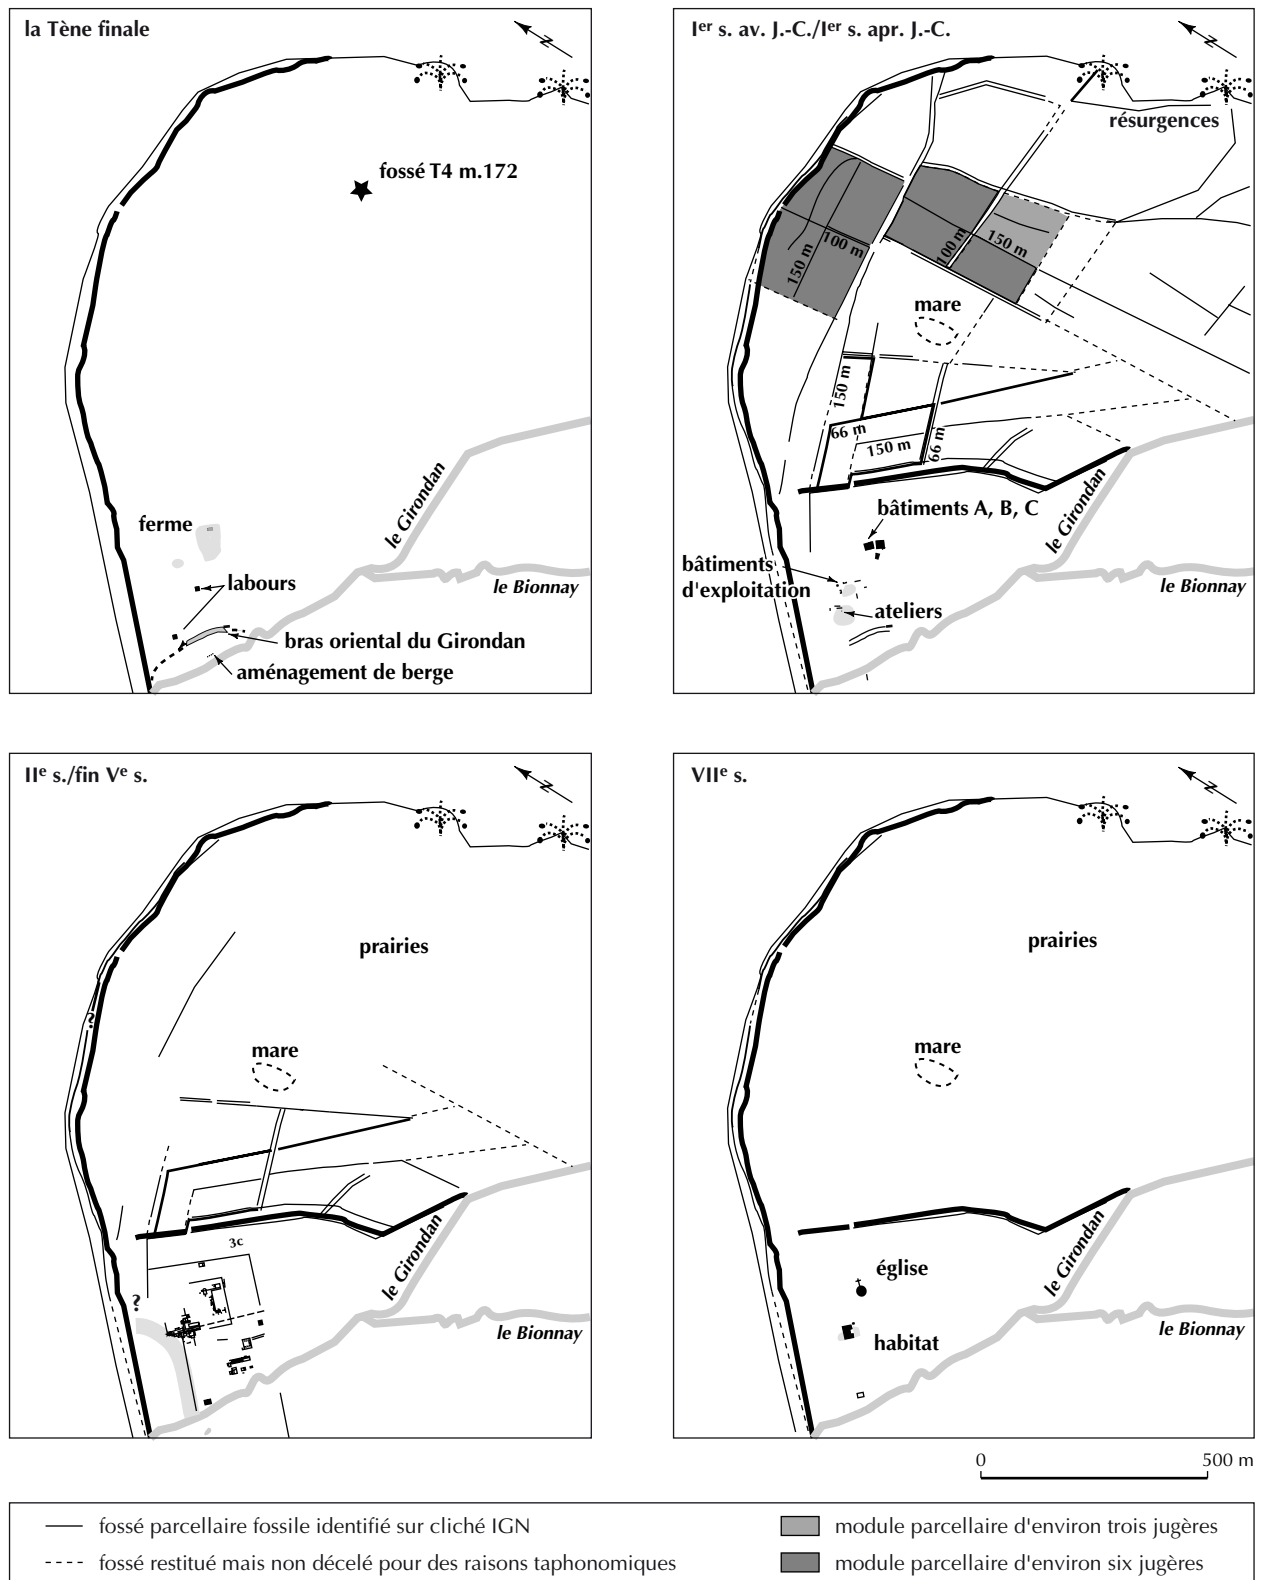 la Tène finale
N
fossé T4 m.172
ferme
labours
le Girondan
le Bionnay
bras oriental du Girondan
aménagement de berge
Ier s. av. J.-C./Ier s. apr. J.-C.
N
résurgences
100 m
150 m
100 m
150 m
mare
150 m
66 m
150 m
66 m
bâtiments A, B, C
le Girondan
bâtiments
d'exploitation
le Bionnay
ateliers
IIe s./fin Ve s.
N
prairies
?
mare
3c
le Girondan
?
le Bionnay
VIIe s.
N
prairies
mare
église
le Girondan
habitat
le Bionnay
0 500 m
fossé parcellaire fossile identifié sur cliché IGN
module parcellaire d'environ trois jugères
fossé restitué mais non décelé pour des raisons taphonomiques
module parcellaire d'environ six jugères